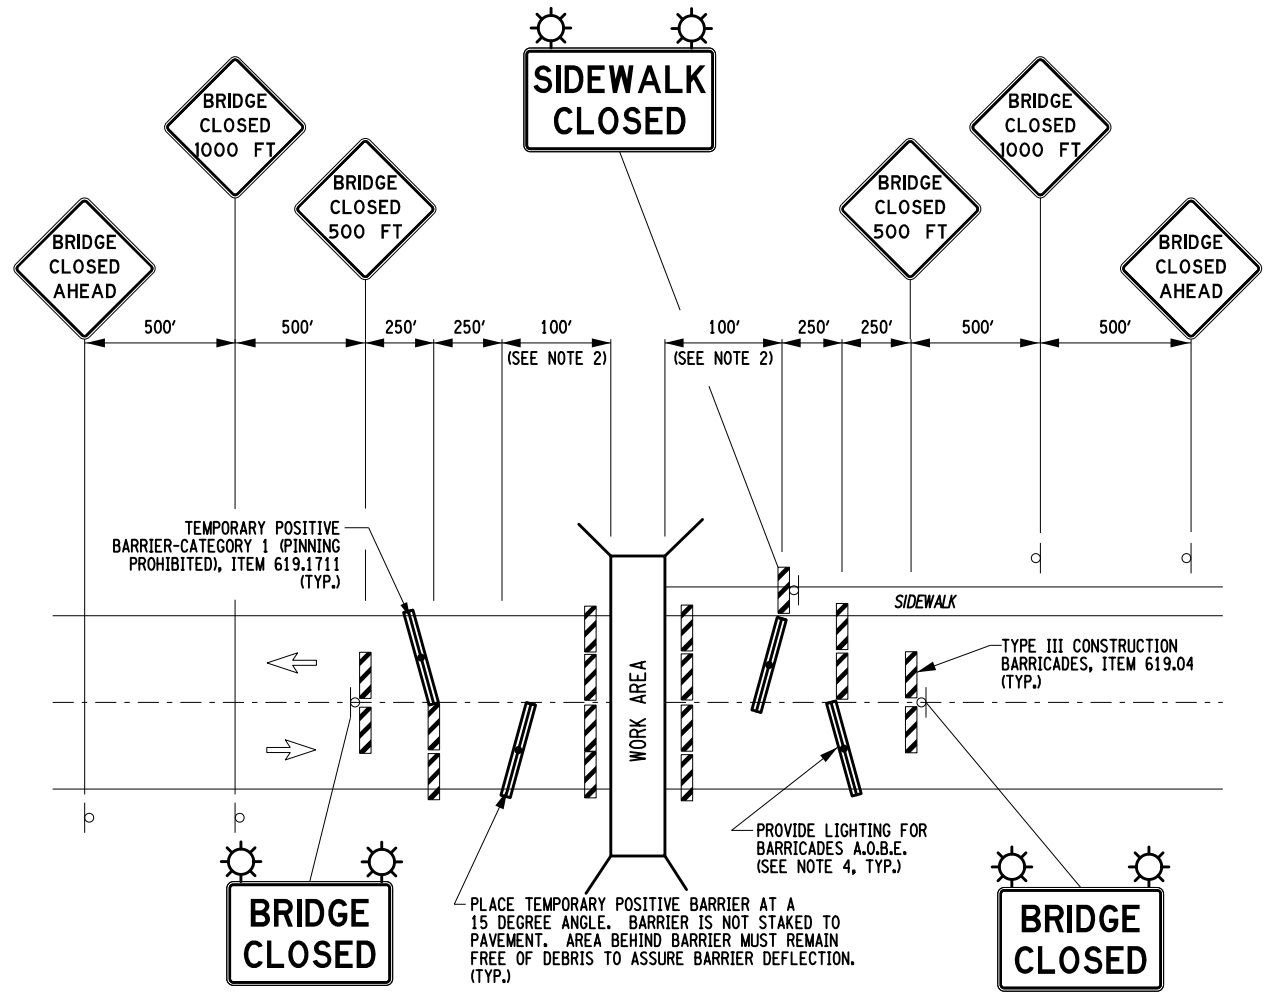 SIDEWALK
CLOSED
BRIDGE
CLOSED
1000 FT
BRIDGE
CLOSED
1000 FT
BRIDGE
CLOSED
500 FT
BRIDGE
CLOSED
500 FT
BRIDGE
CLOSED
AHEAD
BRIDGE
CLOSED
AHEAD
500' 500' 250' 250' 100' 100' 250' 250' 500' 500'
(SEE NOTE 2) (SEE NOTE 2)
TEMPORARY POSITIVE
BARRIER-CATEGORY 1 (PINNING
PROHIBITED), ITEM 619.1711
(TYP.)
SIDEWALK
TYPE III CONSTRUCTION
BARRICADES, ITEM 619.04
(TYP.)
WORK AREA
PROVIDE LIGHTING FOR
BARRICADES A.O.B.E.
(SEE NOTE 4, TYP.)
PLACE TEMPORARY POSITIVE BARRIER AT A
15 DEGREE ANGLE. BARRIER IS NOT STAKED TO
PAVEMENT. AREA BEHIND BARRIER MUST REMAIN
FREE OF DEBRIS TO ASSURE BARRIER DEFLECTION.
(TYP.)
BRIDGE
CLOSED
BRIDGE
CLOSED